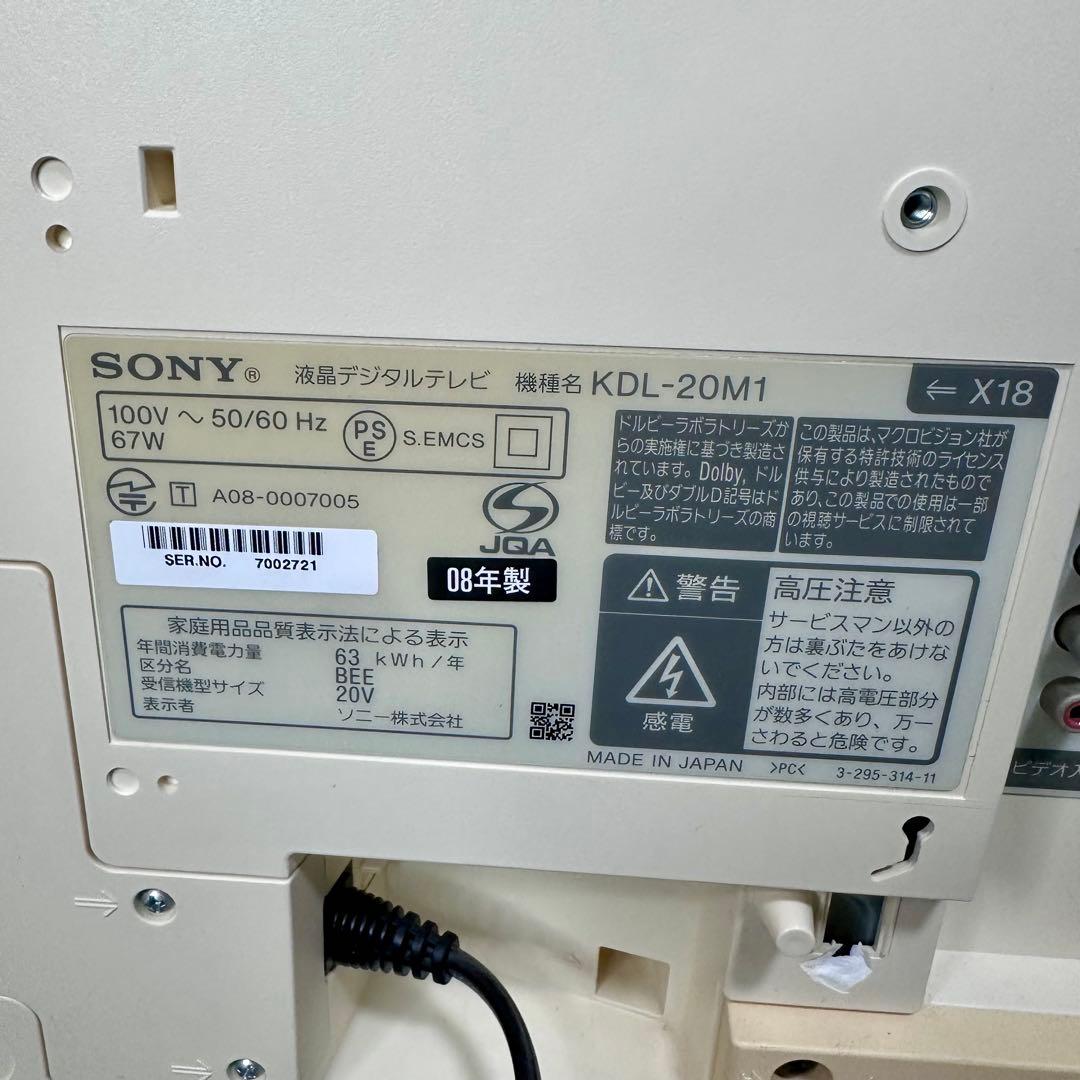 SONY® 液晶デジタルテレビ 機種名 KDL-20M1
⇐ X18
100V ～ 50/60 Hz
67W
PSE
S.EMCS
T A08-0007005
SER.NO. 7002721
JQA
08年製
ドルビーラボラトリーズか
らの実施権に基づき製造さ
れています。Dolby, ドル
ビー及びダブルD記号はド
ルビーラボラトリーズの商
標です。
この製品は、マクロビジョン社が
保有する特許技術のライセンス
供与により製造されたもので
あり、この製品での使用は一部
の視聴サービスに制限されて
います。
家庭用品品質表示法による表示
年間消費電力量 63 kWh/年
区分名 BEE
受信機型サイズ 20V
表示者 ソニー株式会社
警告
感電
高圧注意
サービスマン以外の
方は裏ぶたをあけな
いでください。
内部には高電圧部分
が数多くあり、万一
さわると危険です。
MADE IN JAPAN >PC< 3-295-314-11
ビデオ